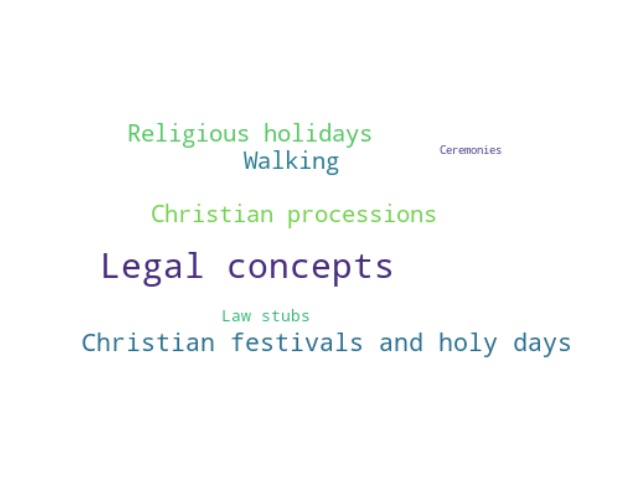 Religious holidays
Ceremonies
Walking
Christian processions
Legal concepts
Law stubs
Christian festivals and holy days